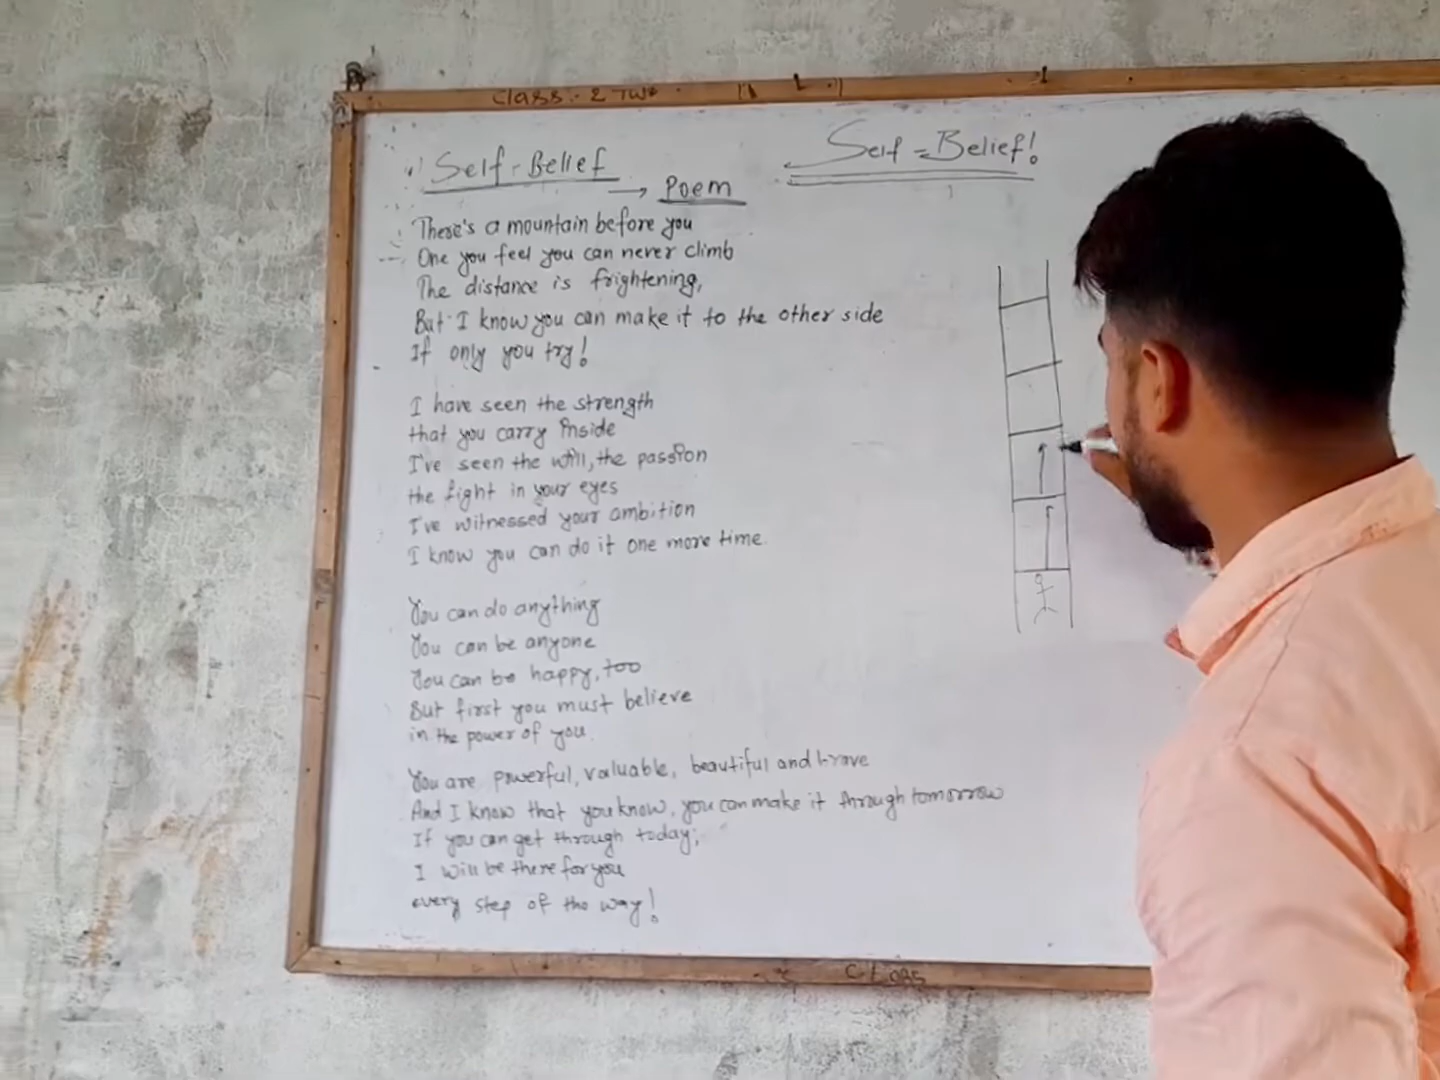 Class :- 2 Two
Self - Belief
→ Poem
Self = Belief!
There's a mountain before you
One you feel you can never climb
The distance is frightening,
But I know you can make it to the other side
If only you try!
I have seen the strength
that you carry inside
I've seen the will, the passion
the fight in your eyes
I've witnessed your ambition
I know you can do it one more time.
You can do anything
You can be anyone
You can be happy, too
But first you must believe
in the power of you.
You are powerful, valuable, beautiful and brave
And I know that you know, you can make it through tomorrow
If you can get through today;
I will be there for you
every step of the way!
Class